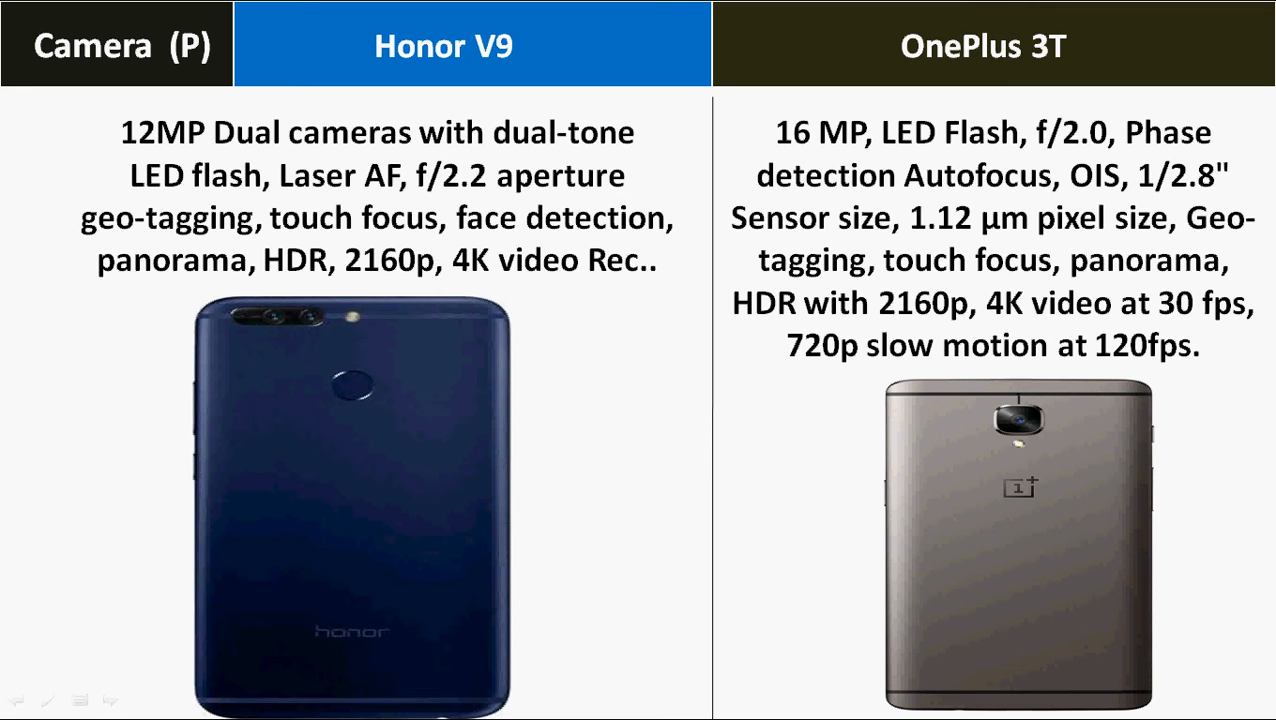 Camera (P)
Honor V9
OnePlus 3T
12MP Dual cameras with dual-tone
LED flash, Laser AF, f/2.2 aperture
geo-tagging, touch focus, face detection,
panorama, HDR, 2160p, 4K video Rec..
16 MP, LED Flash, f/2.0, Phase
detection Autofocus, OIS, 1/2.8"
Sensor size, 1.12 µm pixel size, Geo-
tagging, touch focus, panorama,
HDR with 2160p, 4K video at 30 fps,
720p slow motion at 120fps.
honor
1+